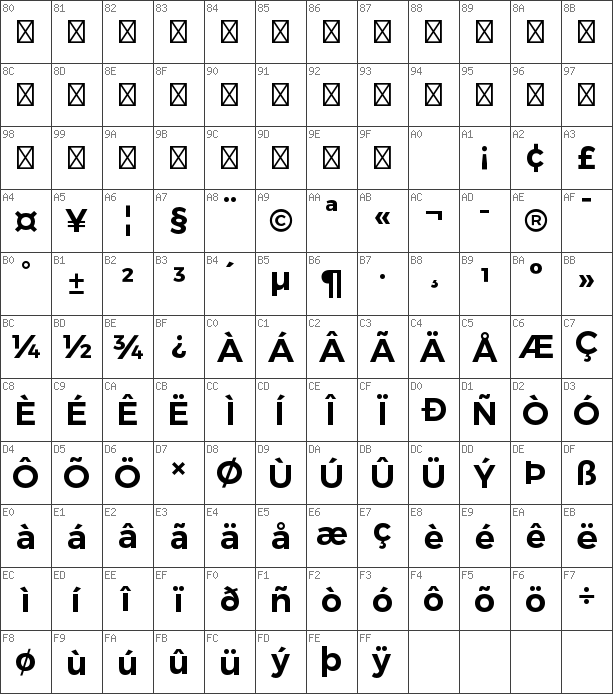 80 81 82 83 84 85 86 87 88 89 8A 8B
8C 8D 8E 8F 90 91 92 93 94 95 96 97
98 99 9A 9B 9C 9D 9E 9F A0 A1 A2 A3
¡ ¢ £
A4 A5 A6 A7 A8 A9 AA AB AC AD AE AF
¤ ¥ ¦ § ¨ © ª « ¬ - ® ¯
B0 B1 B2 B3 B4 B5 B6 B7 B8 B9 BA BB
° ± ² ³ ´ µ ¶ · ¸ ¹ º »
BC BD BE BF C0 C1 C2 C3 C4 C5 C6 C7
¼ ½ ¾ ¿ À Á Â Ã Ä Å Æ Ç
C8 C9 CA CB CC CD CE CF D0 D1 D2 D3
È É Ê Ë Ì Í Î Ï Ð Ñ Ò Ó
D4 D5 D6 D7 D8 D9 DA DB DC DD DE DF
Ô Õ Ö × Ø Ù Ú Û Ü Ý Þ ß
E0 E1 E2 E3 E4 E5 E6 E7 E8 E9 EA EB
à á â ã ä å æ ç è é ê ë
EC ED EE EF F0 F1 F2 F3 F4 F5 F6 F7
ì í î ï ð ñ ò ó ô õ ö ÷
F8 F9 FA FB FC FD FE FF
ø ù ú û ü ý þ ÿ